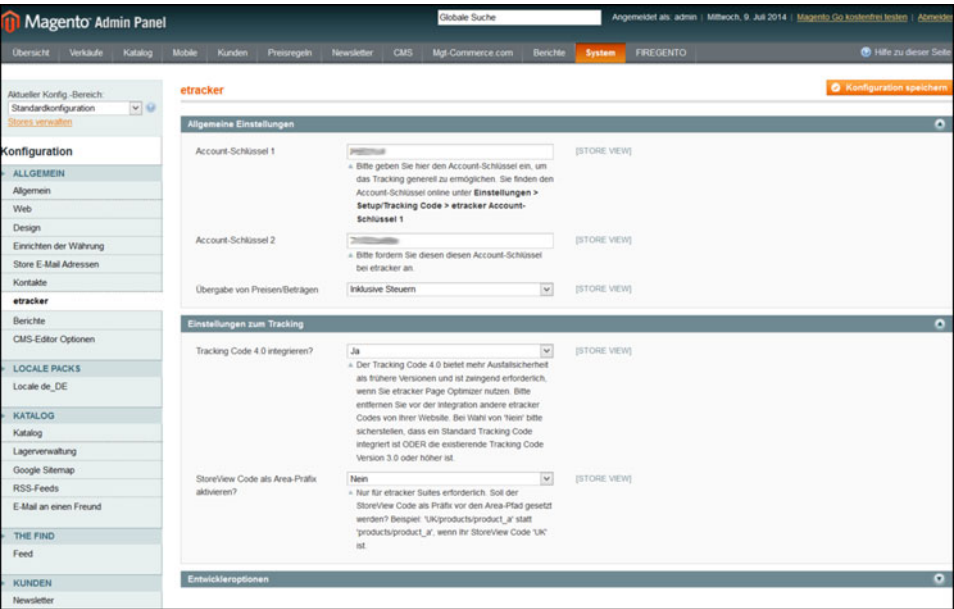 Magento® Admin Panel
Globale Suche
Angemeldet als admin | Mittwoch, 9. Juli 2014 | Magento Go kostenfrei testen | Abmelden
Übersicht Verkäufe Katalog Mobile Kunden Preisregeln Newsletter CMS Mgt-Commerce.com Berichte System FIREGENTO Hilfe zu dieser Seite
Aktueller Konfig.-Bereich:
Standardkonfiguration
Stores verwalten
Konfiguration
ALLGEMEIN
Allgemein
Web
Design
Einrichten der Währung
Store E-Mail Adressen
Kontakte
etracker
Berichte
CMS-Editor Optionen
LOCALE PACKS
Locale de_DE
KATALOG
Katalog
Lagerverwaltung
Google Sitemap
RSS-Feeds
E-Mail an einen Freund
THE FIND
Feed
KUNDEN
Newsletter
etracker
Konfiguration speichern
Allgemeine Einstellungen
Account-Schlüssel 1
[STORE VIEW]
Bitte geben Sie hier den Account-Schlüssel ein, um
das Tracking generell zu ermöglichen. Sie finden den
Account-Schlüssel online unter Einstellungen >
Setup/Tracking Code > etracker Account-
Schlüssel 1
Account-Schlüssel 2
[STORE VIEW]
Bitte fordern Sie diesen diesen Account-Schlüssel
bei etracker an.
Übergabe von Preisen/Beträgen Inklusive Steuern [STORE VIEW]
Einstellungen zum Tracking
Tracking Code 4.0 integrieren? Ja [STORE VIEW]
Der Tracking Code 4.0 bietet mehr Ausfallsicherheit
als frühere Versionen und ist zwingend erforderlich,
wenn Sie etracker Page Optimizer nutzen. Bitte
entfernen Sie vor der Integration andere etracker
Codes von Ihrer Website. Bei Wahl von 'Nein' bitte
sicherstellen, dass ein Standard Tracking Code
integriert ist ODER die existierende Tracking Code
Version 3.0 oder höher ist.
StoreView Code als Area-Präfix
aktivieren?
Nein [STORE VIEW]
Nur für etracker Suites erforderlich. Soll der
StoreView Code als Präfix vor den Area-Pfad gesetzt
werden? Beispiel: 'UK/products/product_a' statt
'products/product_a', wenn Ihr StoreView Code 'UK'
ist.
Entwickleroptionen